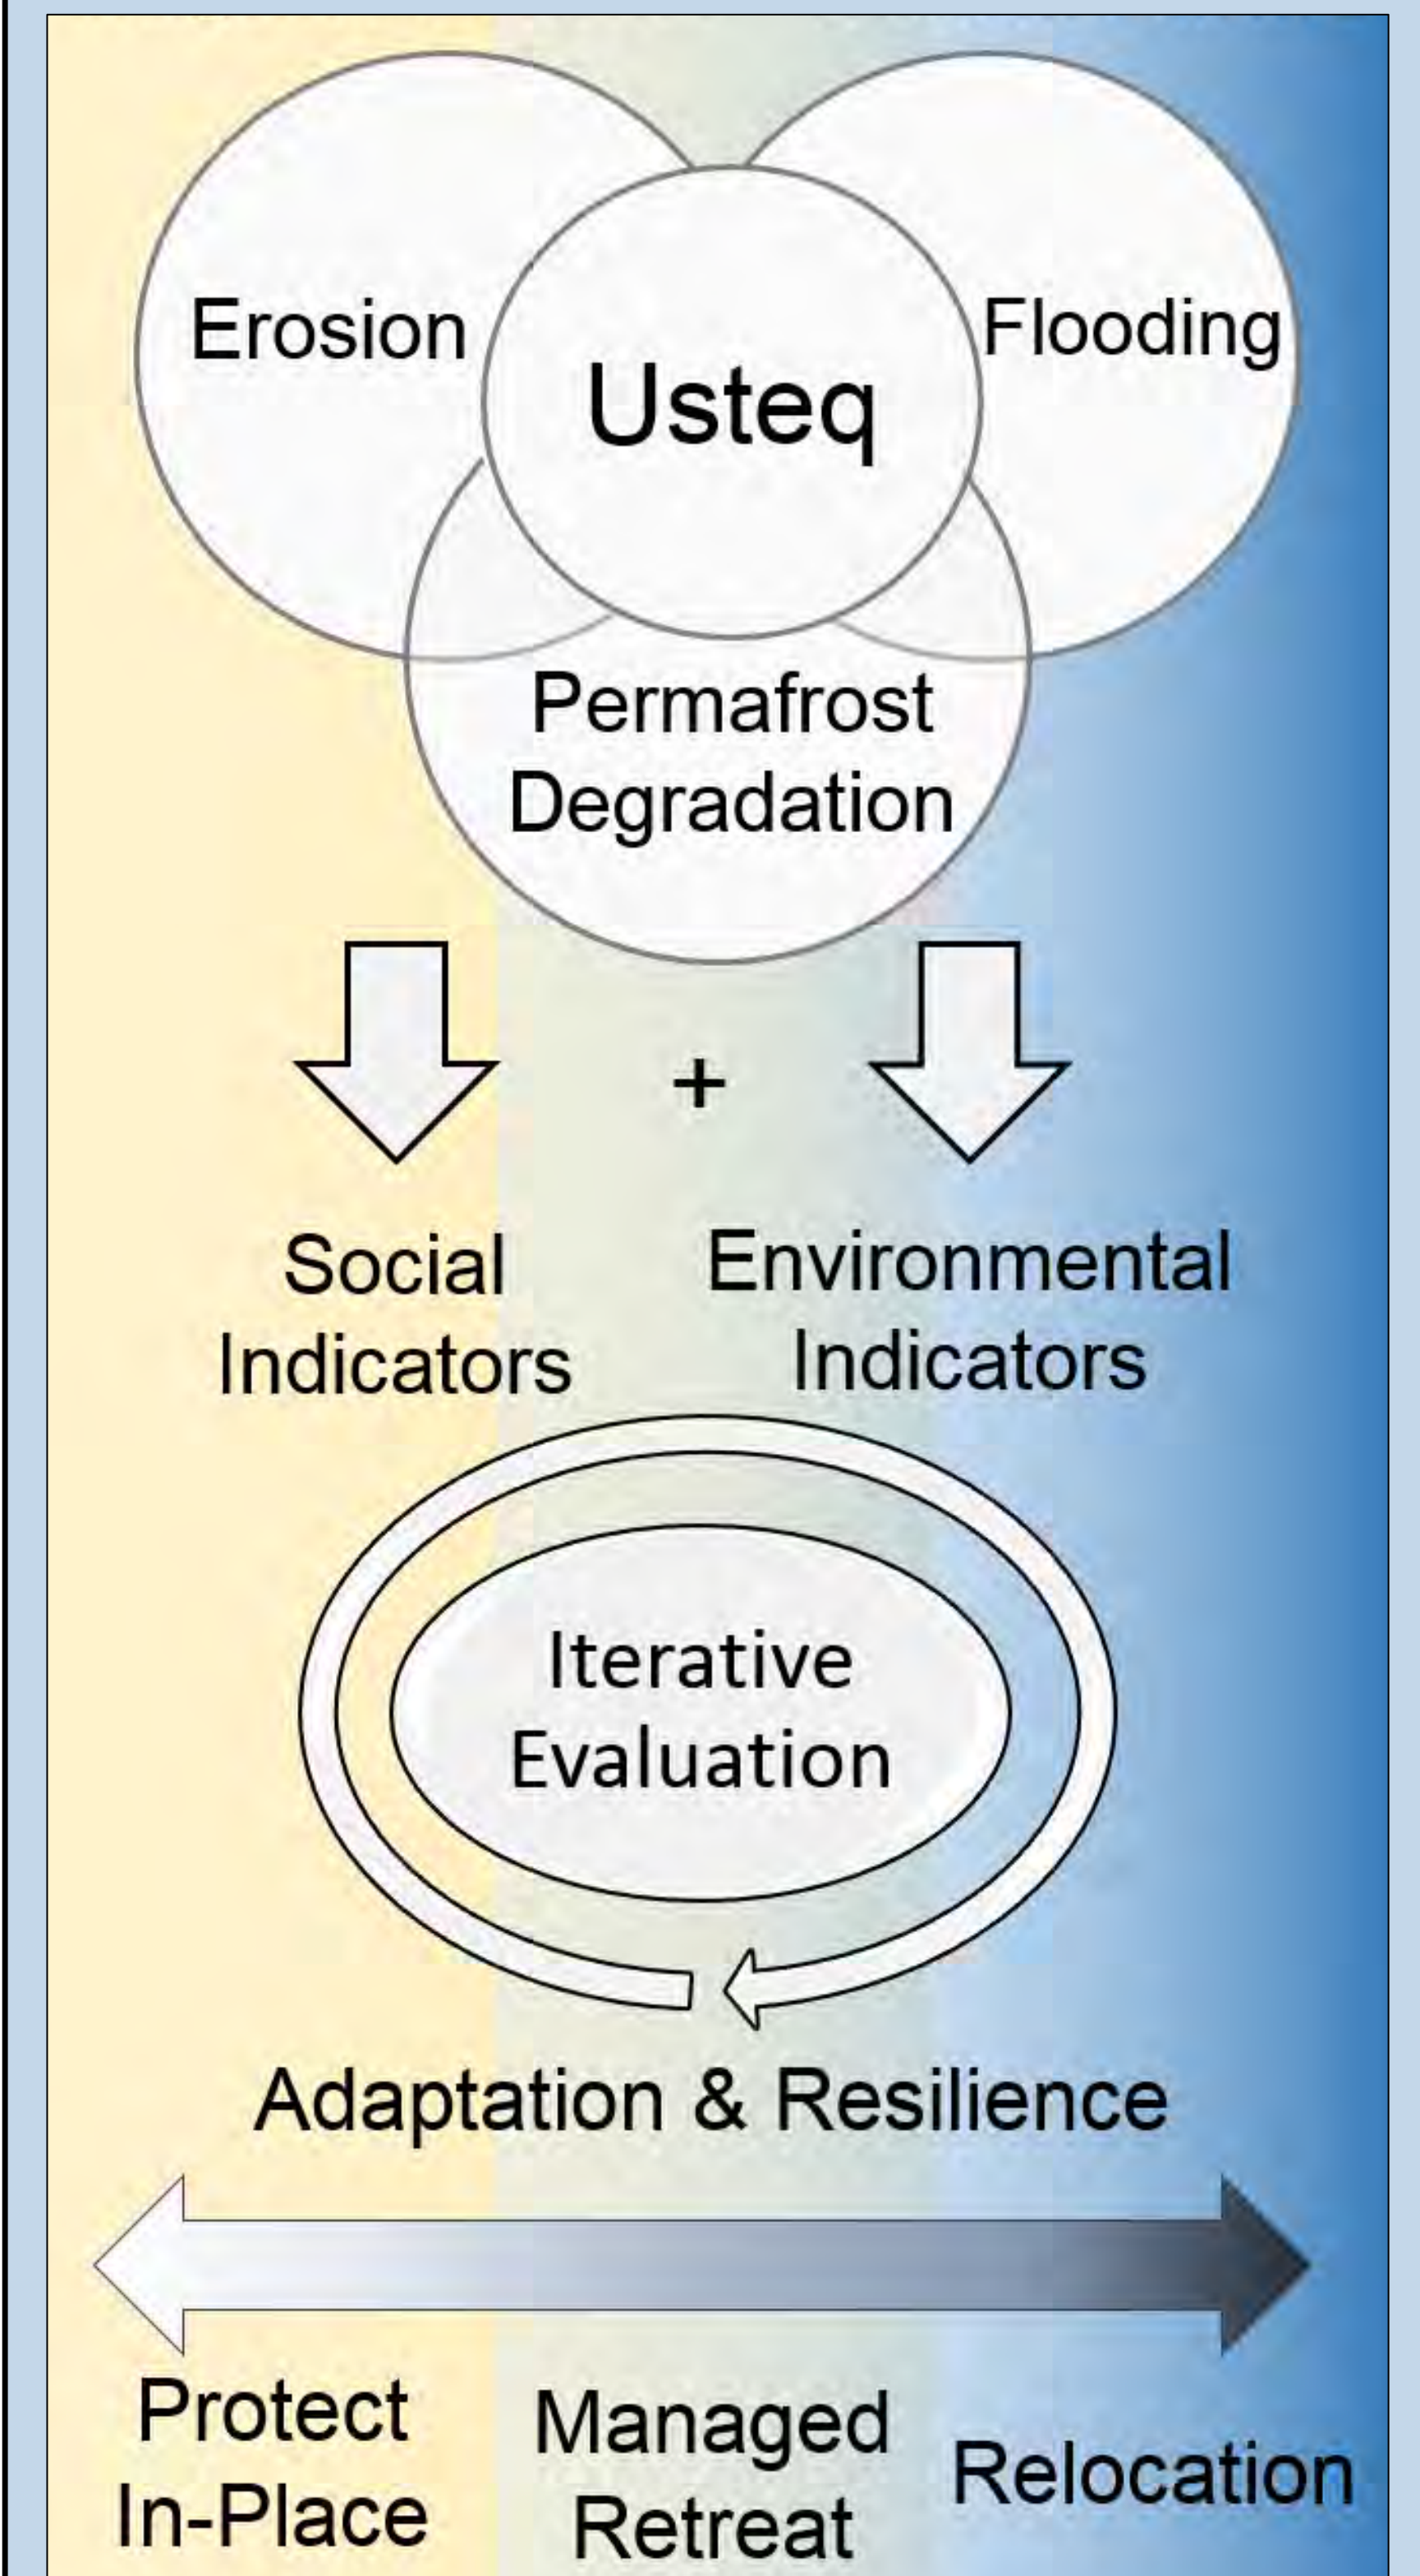 Erosion
Flooding
Usteq
Permafrost
Degradation
+
Social
Indicators
Environmental
Indicators
Iterative
Evaluation
Adaptation & Resilience
Protect
In-Place
Managed
Retreat
Relocation